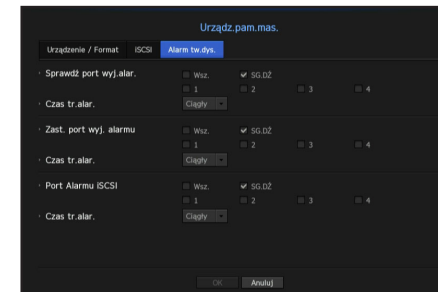 Urządz.pam.mas.
Urządzenie / Format iSCSI Alarm tw.dys.
Sprawdź port wyj.alar. Wsz. SG.DŹ
1 2 3 4
Czas tr.alar. Ciągły
Zast. port wyj. alarmu Wsz. SG.DŹ
1 2 3 4
Czas tr.alar. Ciągły
Port Alarmu iSCSI Wsz. SG.DŹ
1 2 3 4
Czas tr.alar. Ciągły
OK Anuluj